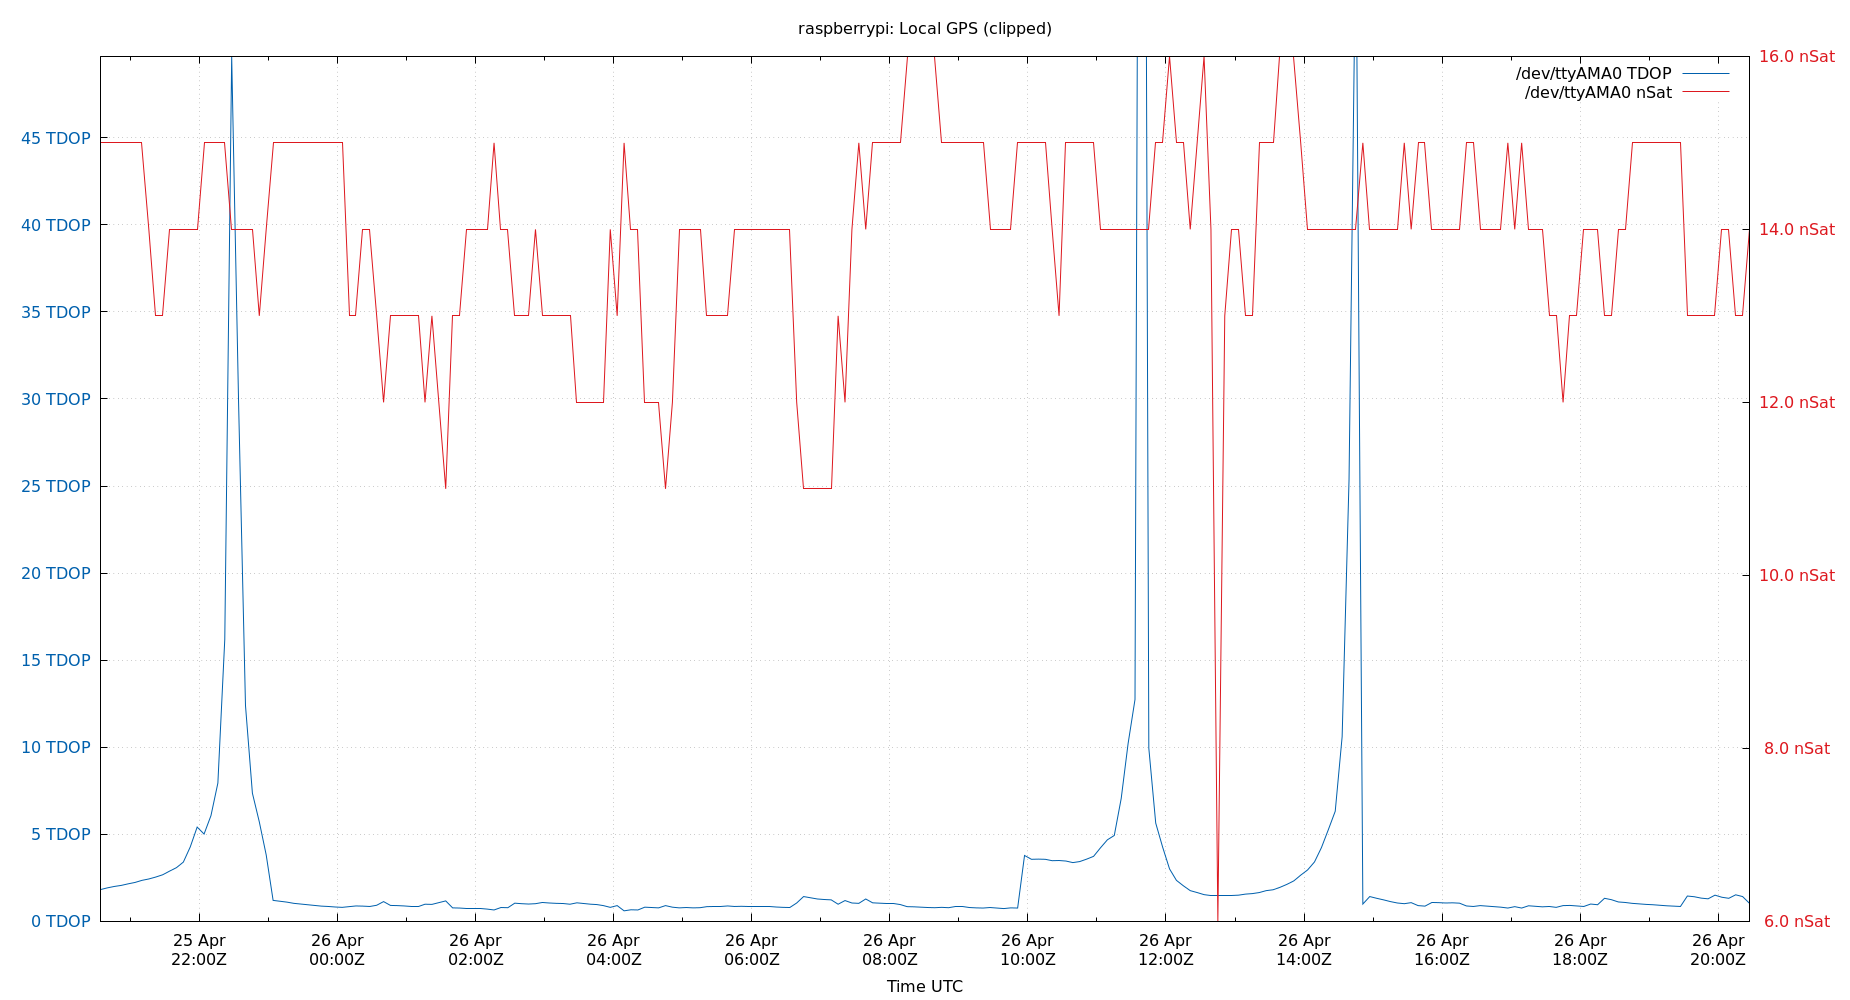 raspberrypi: Local GPS (clipped)
/dev/ttyAMA0 TDOP
/dev/ttyAMA0 nSat
45 TDOP
40 TDOP
35 TDOP
30 TDOP
25 TDOP
20 TDOP
15 TDOP
10 TDOP
5 TDOP
0 TDOP
16.0 nSat
14.0 nSat
12.0 nSat
10.0 nSat
8.0 nSat
6.0 nSat
25 Apr
22:00Z
26 Apr
00:00Z
26 Apr
02:00Z
26 Apr
04:00Z
26 Apr
06:00Z
26 Apr
08:00Z
26 Apr
10:00Z
26 Apr
12:00Z
26 Apr
14:00Z
26 Apr
16:00Z
26 Apr
18:00Z
26 Apr
20:00Z
Time UTC